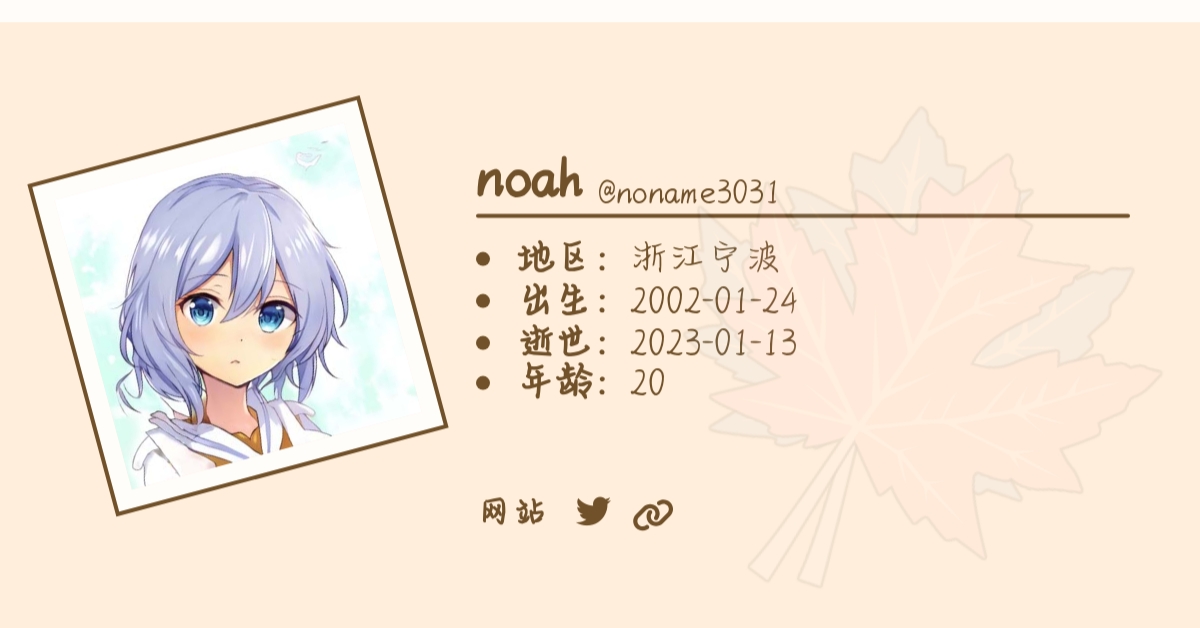 noah @noname3031
地区：浙江宁波
出生：2002-01-24
逝世：2023-01-13
年龄：20
网站